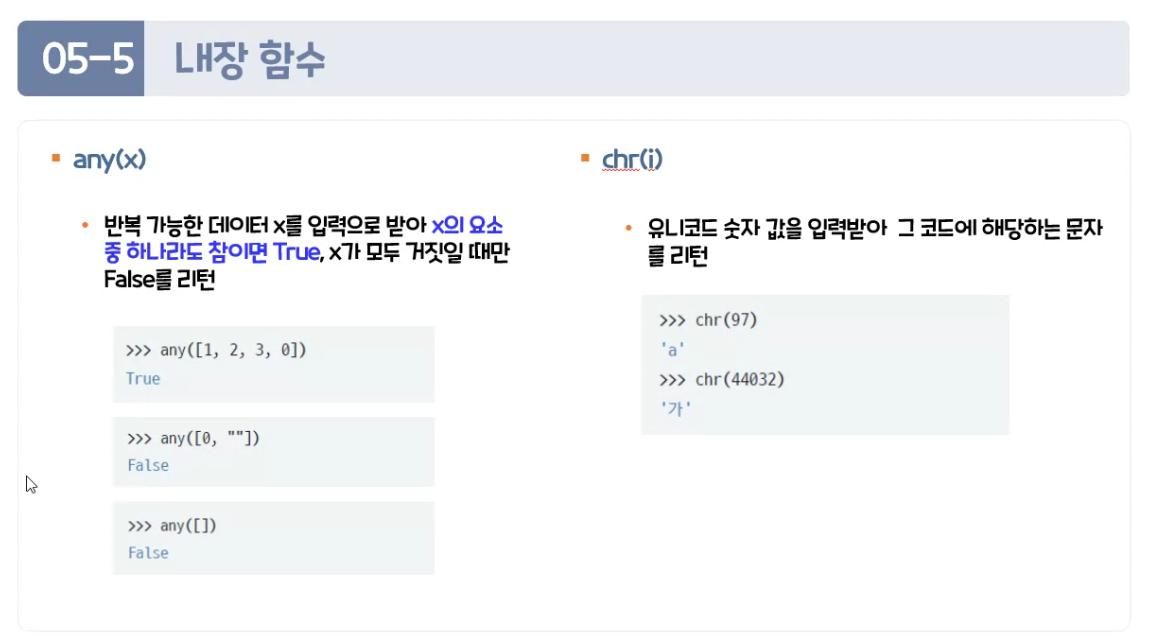 05-5 내장 함수
any(x)
반복 가능한 데이터 x를 입력으로 받아 x의 요소
중 하나라도 참이면 True, x가 모두 거짓일 때만
False를 리턴
>>> any([1, 2, 3, 0])
True
>>> any([0, ""])
False
>>> any([])
False
chr(i)
유니코드 숫자 값을 입력받아 그 코드에 해당하는 문자
를 리턴
>>> chr(97)
'a'
>>> chr(44032)
'가'